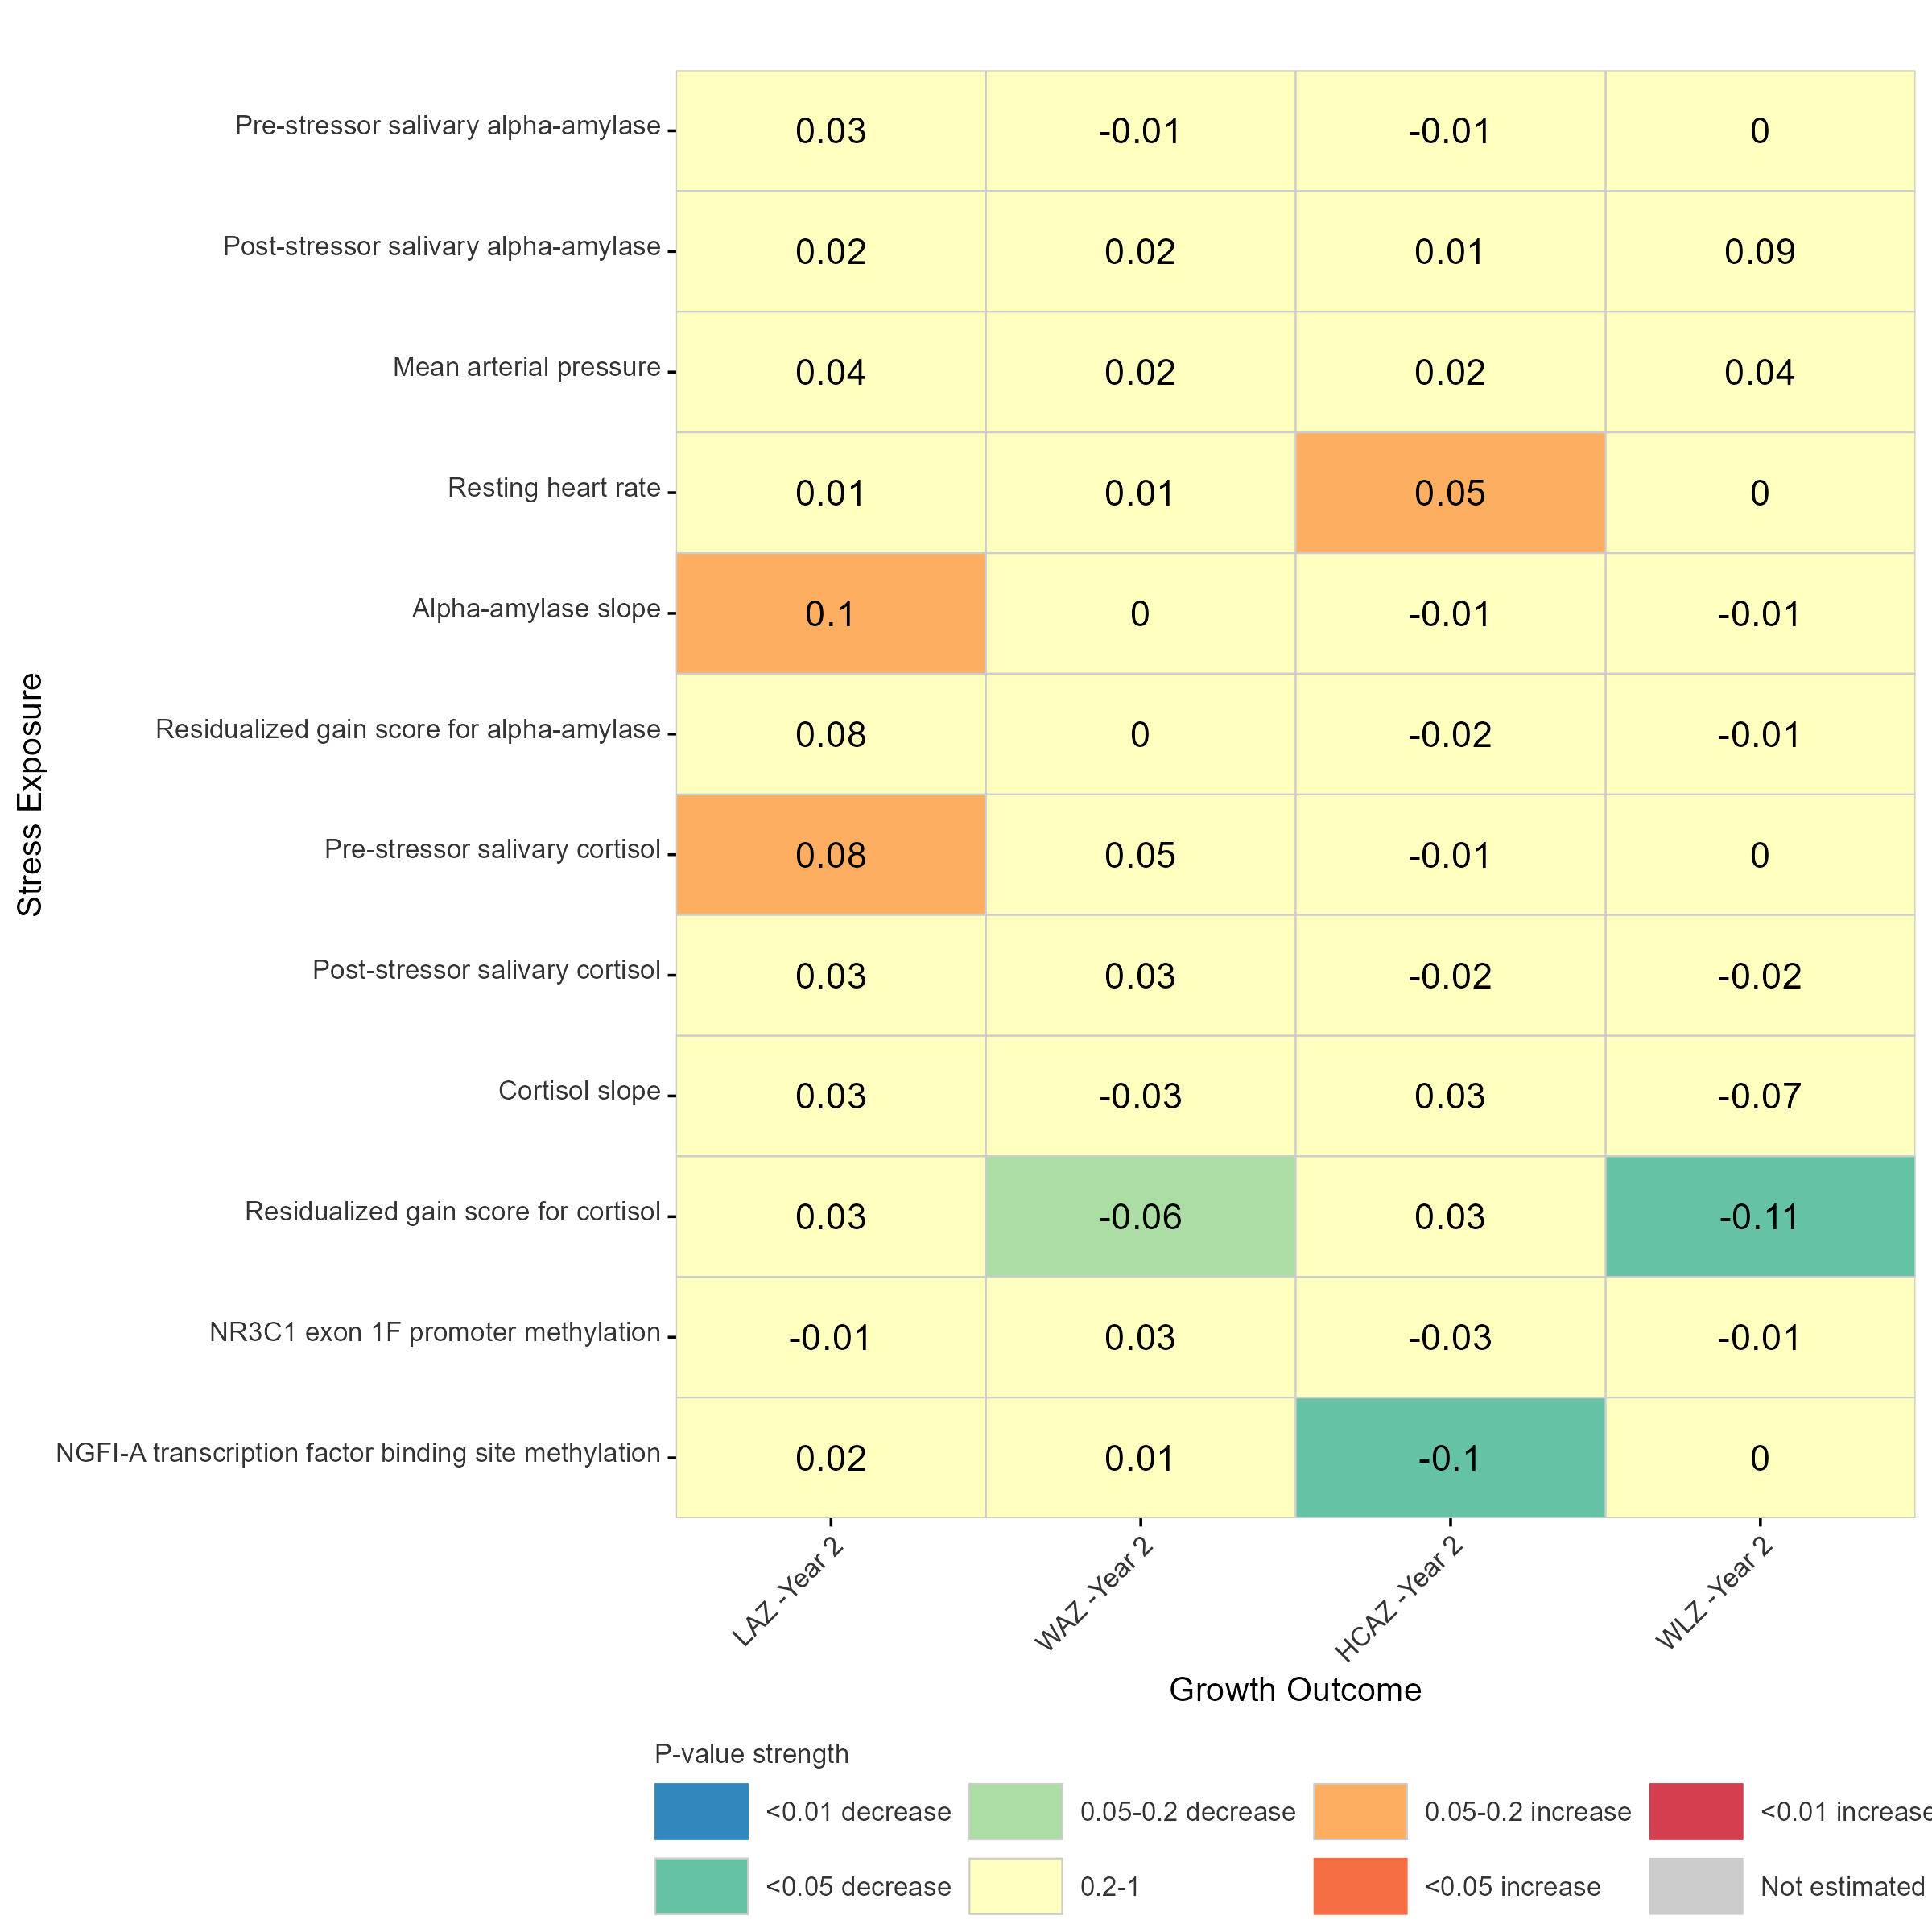 Pre-stressor salivary alpha-amylase 0.03 -0.01 -0.01 0
Post-stressor salivary alpha-amylase 0.02 0.02 0.01 0.09
Mean arterial pressure 0.04 0.02 0.02 0.04
Resting heart rate 0.01 0.01 0.05 0
Alpha-amylase slope 0.1 0 -0.01 -0.01
Residualized gain score for alpha-amylase 0.08 0 -0.02 -0.01
Pre-stressor salivary cortisol 0.08 0.05 -0.01 0
Post-stressor salivary cortisol 0.03 0.03 -0.02 -0.02
Cortisol slope 0.03 -0.03 0.03 -0.07
Residualized gain score for cortisol 0.03 -0.06 0.03 -0.11
NR3C1 exon 1F promoter methylation -0.01 0.03 -0.03 -0.01
NGFI-A transcription factor binding site methylation 0.02 0.01 -0.1 0
Stress Exposure
LAZ -Year 2 WAZ -Year 2 HCAZ -Year 2 WLZ -Year 2
Growth Outcome
P-value strength
<0.01 decrease 0.05-0.2 decrease 0.05-0.2 increase <0.01 increase
<0.05 decrease 0.2-1 <0.05 increase Not estimated